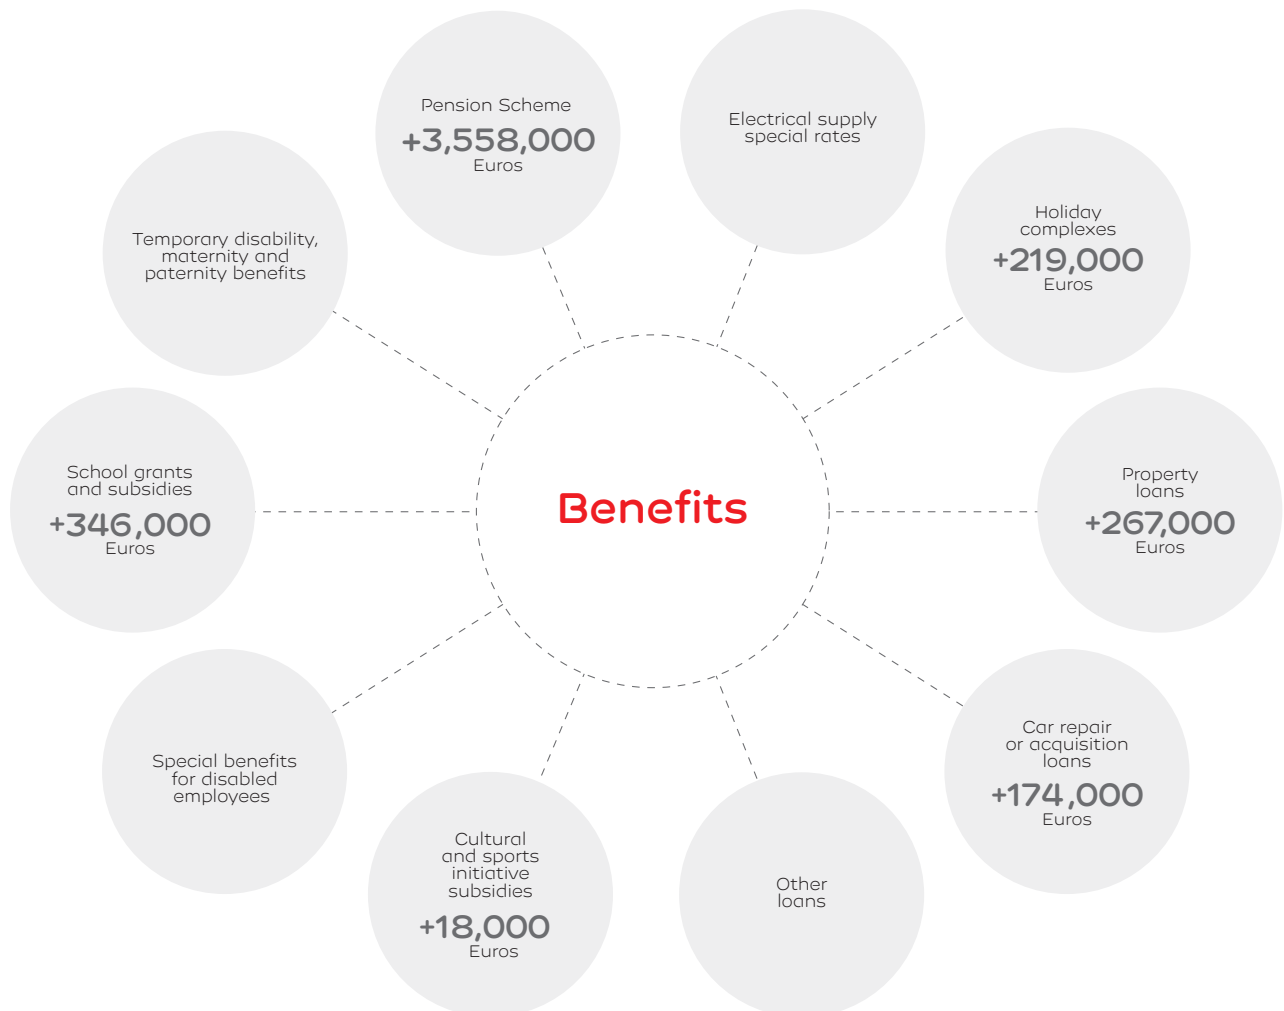 Pension Scheme
+3,558,000
Euros
Electrical supply
special rates
Holiday
complexes
+219,000
Euros
Temporary disability,
maternity and
paternity benefits
School grants
and subsidies
+346,000
Euros
Benefits
Property
loans
+267,000
Euros
Special benefits
for disabled
employees
Car repair
or acquisition
loans
+174,000
Euros
Cultural
and sports
initiative
subsidies
+18,000
Euros
Other
loans